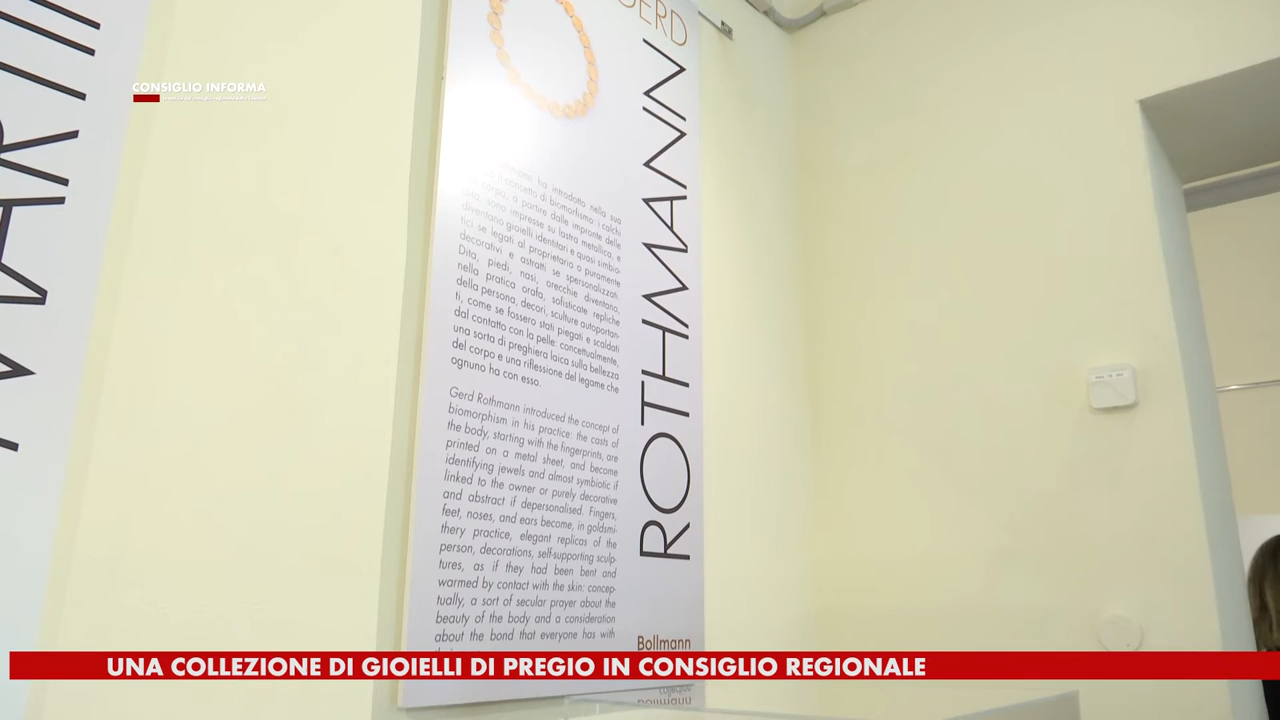 CONSIGLIO INFORMA
GERD
ROTHMANN
ha introdotto nella sua
il concetto di biomorfismo: i calchi
corpo, a partire dalle impronte delle
dita, sono impresse su lastra metallica, e
diventano gioielli identitari e quasi simbio-
tici se legati al proprietario o puramente
decorativi e astratti se spersonalizzati.
Dita, piedi, nasi, orecchie diventano,
nella pratica orafa, sofisticate repliche
della persona, decori, sculture autoportan-
ti, come se fossero stati piegati e scaldati
dal contatto con la pelle: concettualmente,
una sorta di preghiera laica sulla bellezza
del corpo e una riflessione del legame che
ognuno ha con esso.
Gerd Rothmann introduced the concept of
biomorphism in his practice: the casts of
the body, starting with the fingerprints, are
printed on a metal sheet, and become
identifying jewels and almost symbiotic if
linked to the owner or purely decorative
and abstract if depersonalised. Fingers,
feet, noses, and ears become, in goldsmi-
thery practice, elegant replicas of the
person, decorations, self-supporting sculp-
tures, as if they had been bent and
warmed by contact with the skin: concep-
tually, a sort of secular prayer about the
beauty of the body and a consideration
about the bond that everyone has with
Bollmann
UNA COLLEZIONE DI GIOIELLI DI PREGIO IN CONSIGLIO REGIONALE